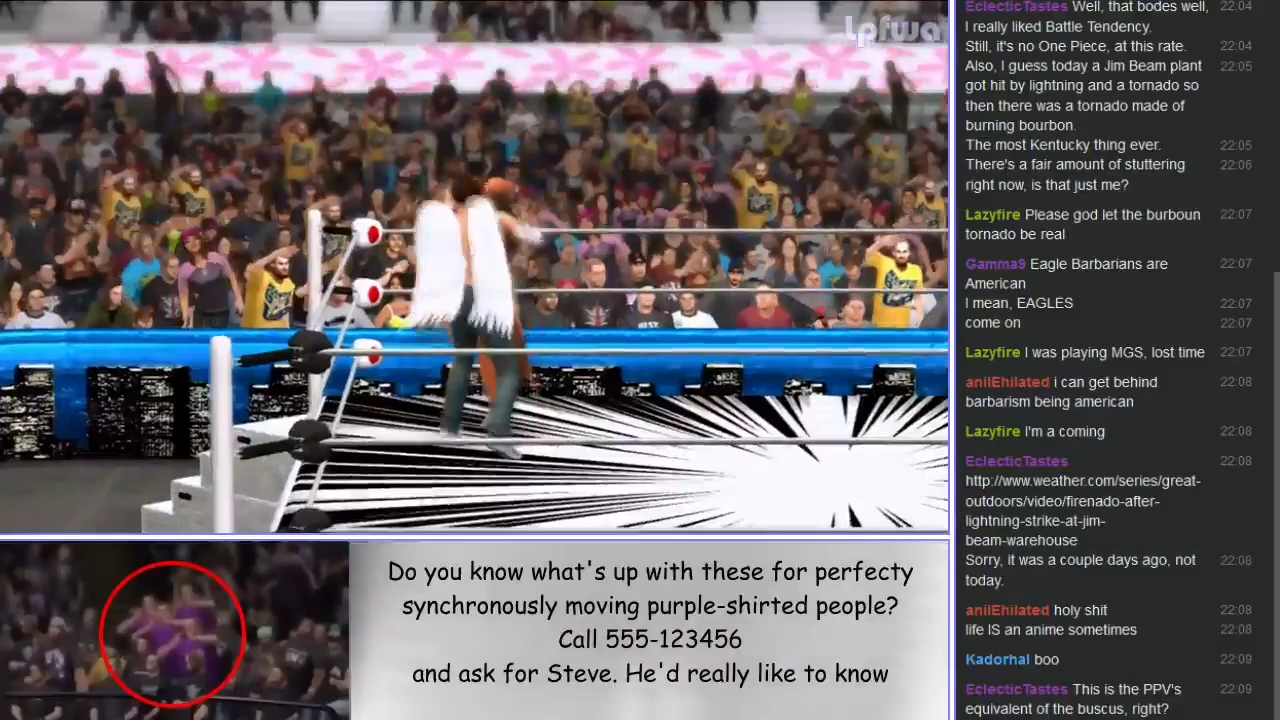 Lpfwa
Do you know what's up with these for perfecty
synchronously moving purple-shirted people?
Call 555-123456
and ask for Steve. He'd really like to know
EclecticTastes Well, that bodes well, 22:04
I really liked Battle Tendency.
Still, it's no One Piece, at this rate. 22:04
Also, I guess today a Jim Beam plant 22:05
got hit by lightning and a tornado so
then there was a tornado made of
burning bourbon.
The most Kentucky thing ever. 22:05
There's a fair amount of stuttering 22:06
right now, is that just me?
Lazyfire Please god let the burboun 22:07
tornado be real
Gamma9 Eagle Barbarians are 22:07
American
I mean, EAGLES 22:07
come on 22:07
Lazyfire I was playing MGS, lost time 22:07
anilEhilated i can get behind 22:08
barbarism being american
Lazyfire I'm a coming 22:08
EclecticTastes 22:08
http://www.weather.com/series/great-
outdoors/video/firenado-after-
lightning-strike-at-jim-
beam-warehouse
Sorry, it was a couple days ago, not 22:08
today.
anilEhilated holy shit 22:08
life IS an anime sometimes 22:08
Kadorhal boo 22:09
EclecticTastes This is the PPV's 22:09
equivalent of the buscus, right?